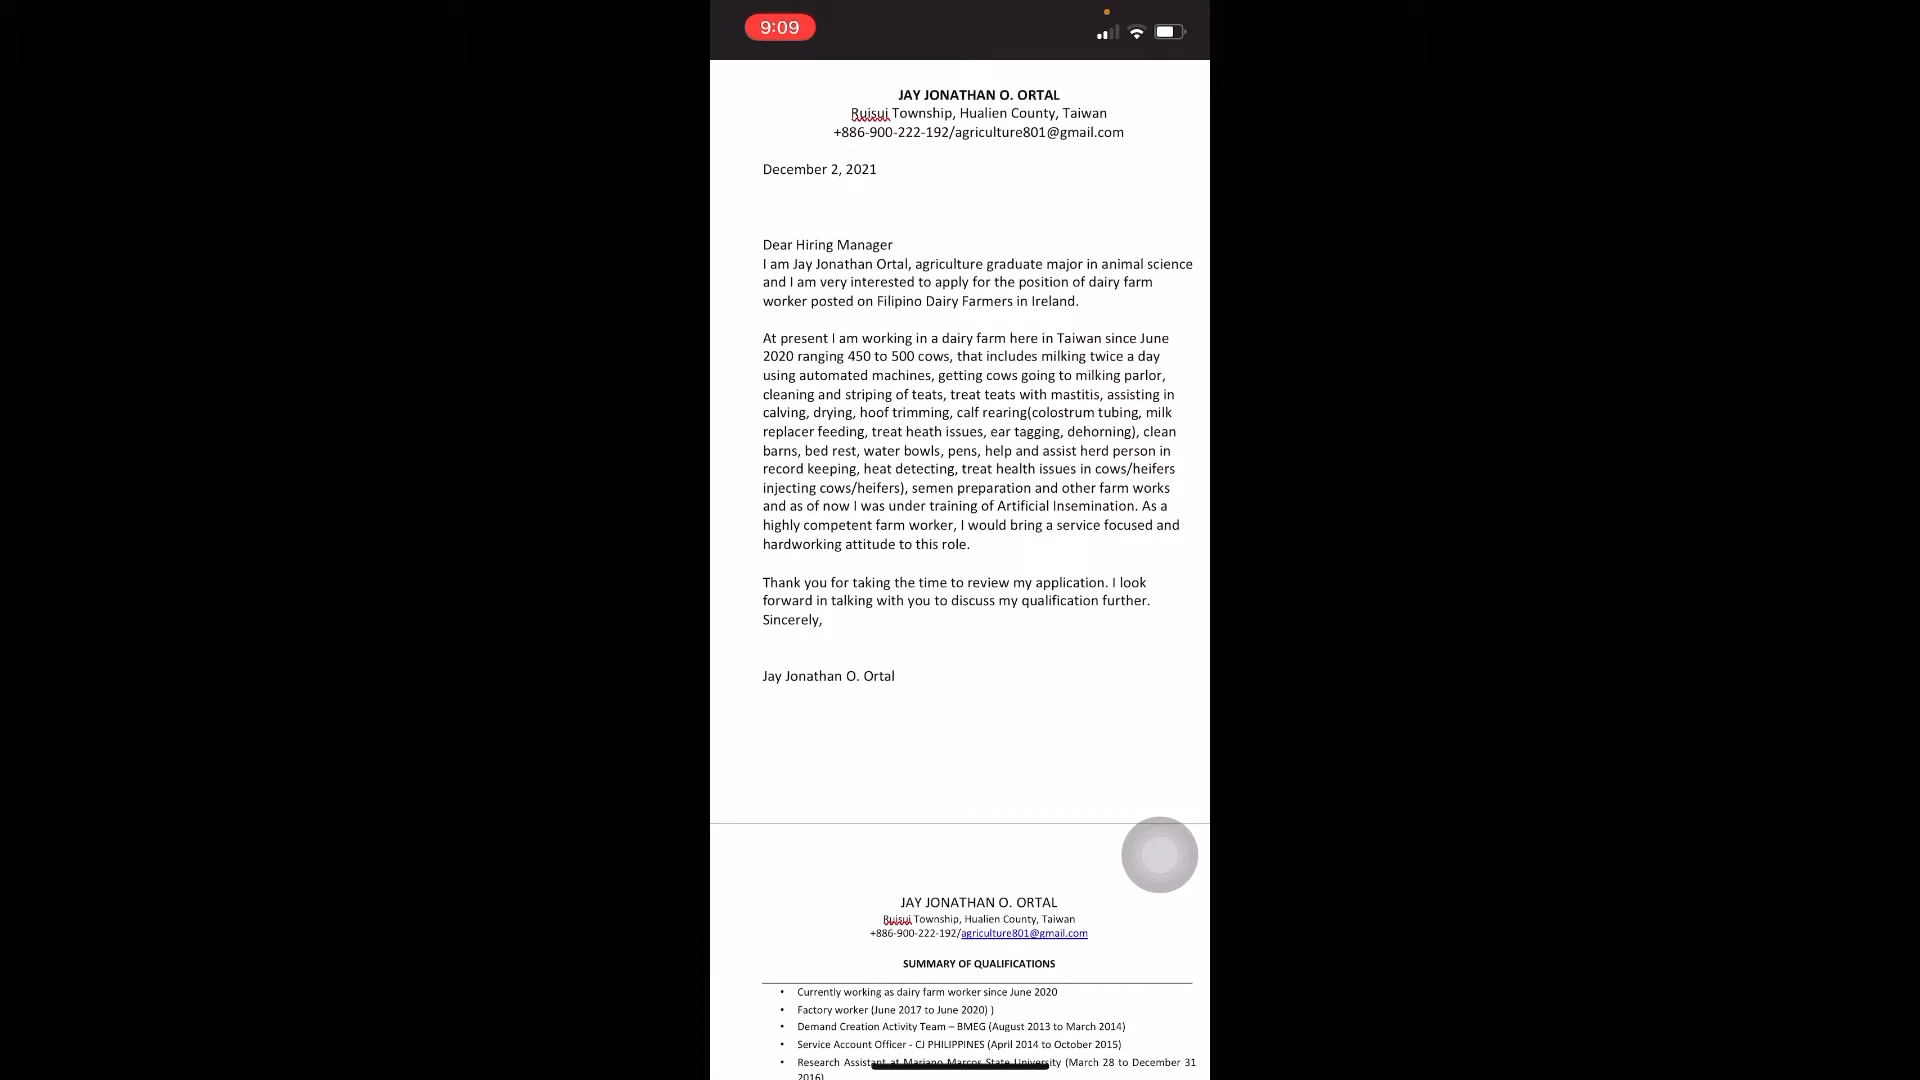 9:09
JAY JONATHAN O. ORTAL
Ruisui Township, Hualien County, Taiwan
+886-900-222-192/agriculture801@gmail.com
December 2, 2021
Dear Hiring Manager
I am Jay Jonathan Ortal, agriculture graduate major in animal science
and I am very interested to apply for the position of dairy farm
worker posted on Filipino Dairy Farmers in Ireland.
At present I am working in a dairy farm here in Taiwan since June
2020 ranging 450 to 500 cows, that includes milking twice a day
using automated machines, getting cows going to milking parlor,
cleaning and striping of teats, treat teats with mastitis, assisting in
calving, drying, hoof trimming, calf rearing(colostrum tubing, milk
replacer feeding, treat heath issues, ear tagging, dehorning), clean
barns, bed rest, water bowls, pens, help and assist herd person in
record keeping, heat detecting, treat health issues in cows/heifers
injecting cows/heifers), semen preparation and other farm works
and as of now I was under training of Artificial Insemination. As a
highly competent farm worker, I would bring a service focused and
hardworking attitude to this role.
Thank you for taking the time to review my application. I look
forward in talking with you to discuss my qualification further.
Sincerely,
Jay Jonathan O. Ortal
JAY JONATHAN O. ORTAL
Ruisui Township, Hualien County, Taiwan
+886-900-222-192/agriculture801@gmail.com
SUMMARY OF QUALIFICATIONS
• Currently working as dairy farm worker since June 2020
• Factory worker (June 2017 to June 2020) )
• Demand Creation Activity Team – BMEG (August 2013 to March 2014)
• Service Account Officer - CJ PHILIPPINES (April 2014 to October 2015)
• Research Assistant at Mariano Marcos State University (March 28 to December 31
2016)